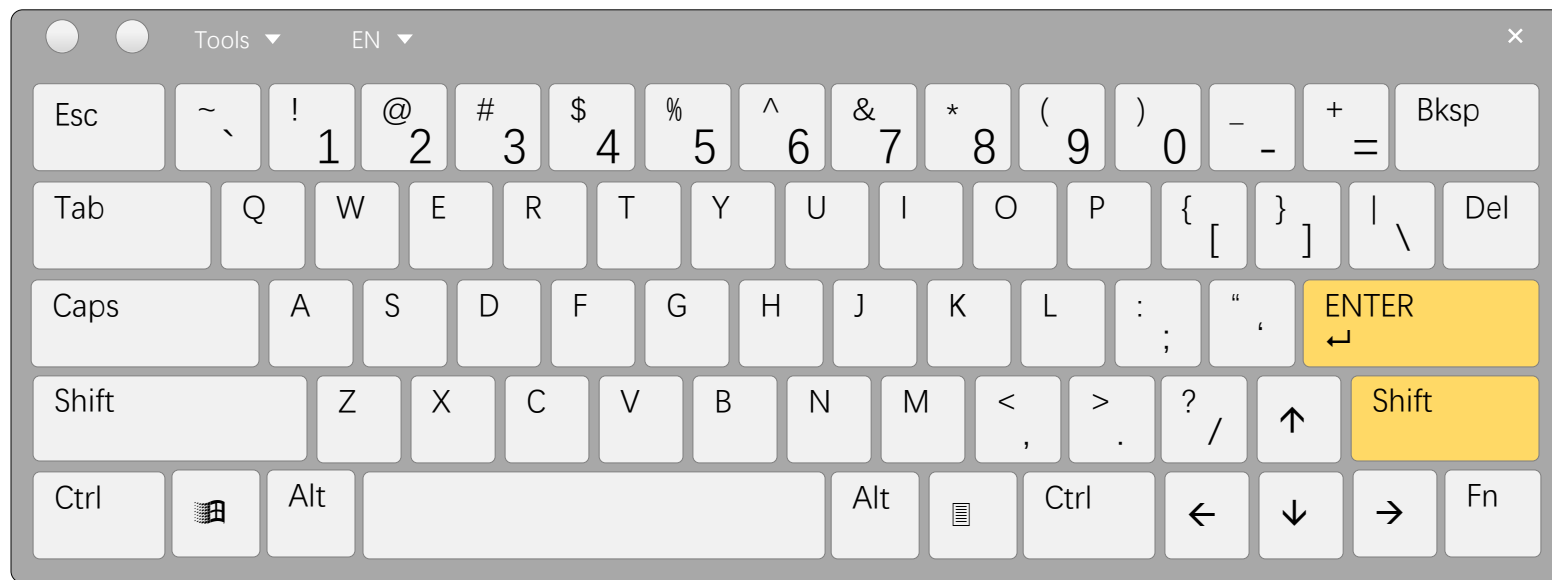 Tools EN ×
Esc ~ ` ! 1 @ 2 # 3 $ 4 % 5 ^ 6 & 7 * 8 ( 9 ) 0 _ - + = Bksp
Tab Q W E R T Y U I O P { [ } ] | \ Del
Caps A S D F G H J K L : ; “ ‘ ENTER ↵
Shift Z X C V B N M < , > . ? / ↑ Shift
Ctrl Alt Alt Ctrl ← ↓ → Fn